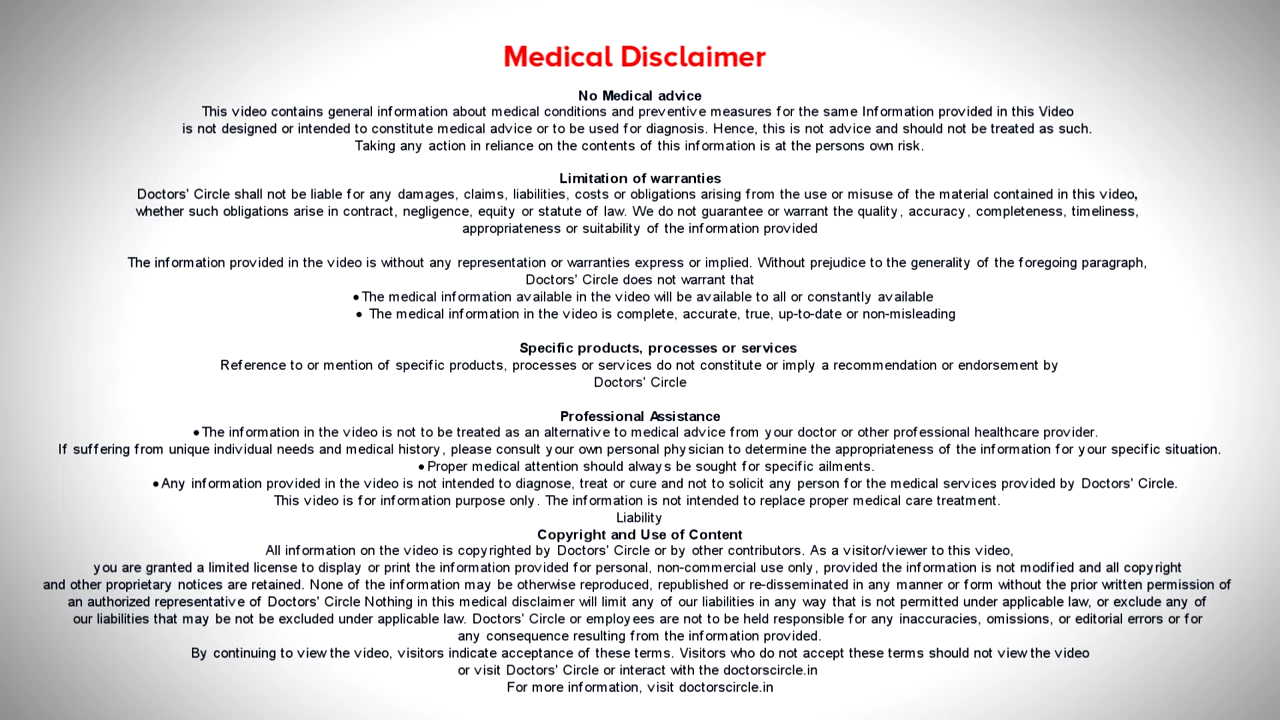 Medical Disclaimer
No Medical advice
This video contains general information about medical conditions and preventive measures for the same Information provided in this Video
is not designed or intended to constitute medical advice or to be used for diagnosis. Hence, this is not advice and should not be treated as such.
Taking any action in reliance on the contents of this information is at the persons own risk.
Limitation of warranties
Doctors' Circle shall not be liable for any damages, claims, liabilities, costs or obligations arising from the use or misuse of the material contained in this video,
whether such obligations arise in contract, negligence, equity or statute of law. We do not guarantee or warrant the quality, accuracy, completeness, timeliness,
appropriateness or suitability of the information provided
The information provided in the video is without any representation or warranties express or implied. Without prejudice to the generality of the foregoing paragraph,
Doctors' Circle does not warrant that
• The medical information available in the video will be available to all or constantly available
• The medical information in the video is complete, accurate, true, up-to-date or non-misleading
Specific products, processes or services
Reference to or mention of specific products, processes or services do not constitute or imply a recommendation or endorsement by
Doctors' Circle
Professional Assistance
• The information in the video is not to be treated as an alternative to medical advice from your doctor or other professional healthcare provider.
If suffering from unique individual needs and medical history, please consult your own personal physician to determine the appropriateness of the information for your specific situation.
• Proper medical attention should always be sought for specific ailments.
• Any information provided in the video is not intended to diagnose, treat or cure and not to solicit any person for the medical services provided by Doctors' Circle.
This video is for information purpose only. The information is not intended to replace proper medical care treatment.
Liability
Copyright and Use of Content
All information on the video is copyrighted by Doctors' Circle or by other contributors. As a visitor/viewer to this video,
you are granted a limited license to display or print the information provided for personal, non-commercial use only, provided the information is not modified and all copyright
and other proprietary notices are retained. None of the information may be otherwise reproduced, republished or re-disseminated in any manner or form without the prior written permission of
an authorized representative of Doctors' Circle Nothing in this medical disclaimer will limit any of our liabilities in any way that is not permitted under applicable law, or exclude any of
our liabilities that may be not be excluded under applicable law. Doctors' Circle or employees are not to be held responsible for any inaccuracies, omissions, or editorial errors or for
any consequence resulting from the information provided.
By continuing to view the video, visitors indicate acceptance of these terms. Visitors who do not accept these terms should not view the video
or visit Doctors' Circle or interact with the doctorscircle.in
For more information, visit doctorscircle.in